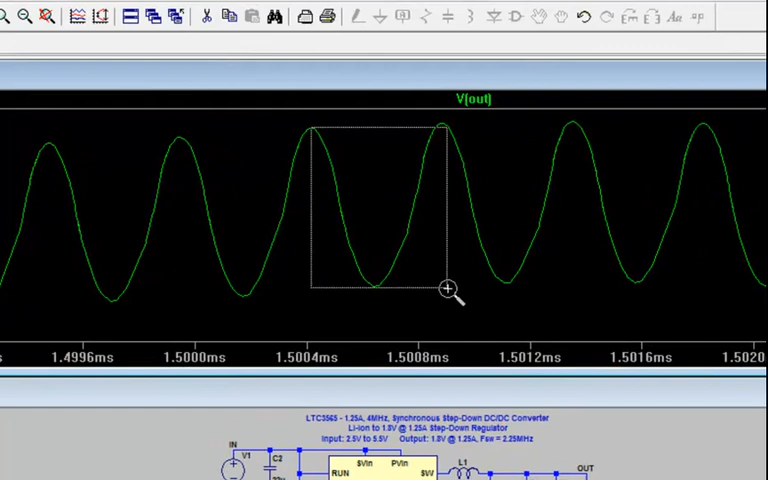 V(out)
1.4996ms 1.5000ms 1.5004ms 1.5008ms 1.5012ms 1.5016ms 1.5020
LTC3565 - 1.25A, 4MHz, Synchronous Step-Down DC/DC Converter
Li-Ion to 1.8V @ 1.25A Step-Down Regulator
Input: 2.5V to 5.5V Output: 1.8V @ 1.25A, Fsw = 2.25MHz
IN
V1
C2
SVin PVin
RUN SW
L1
OUT